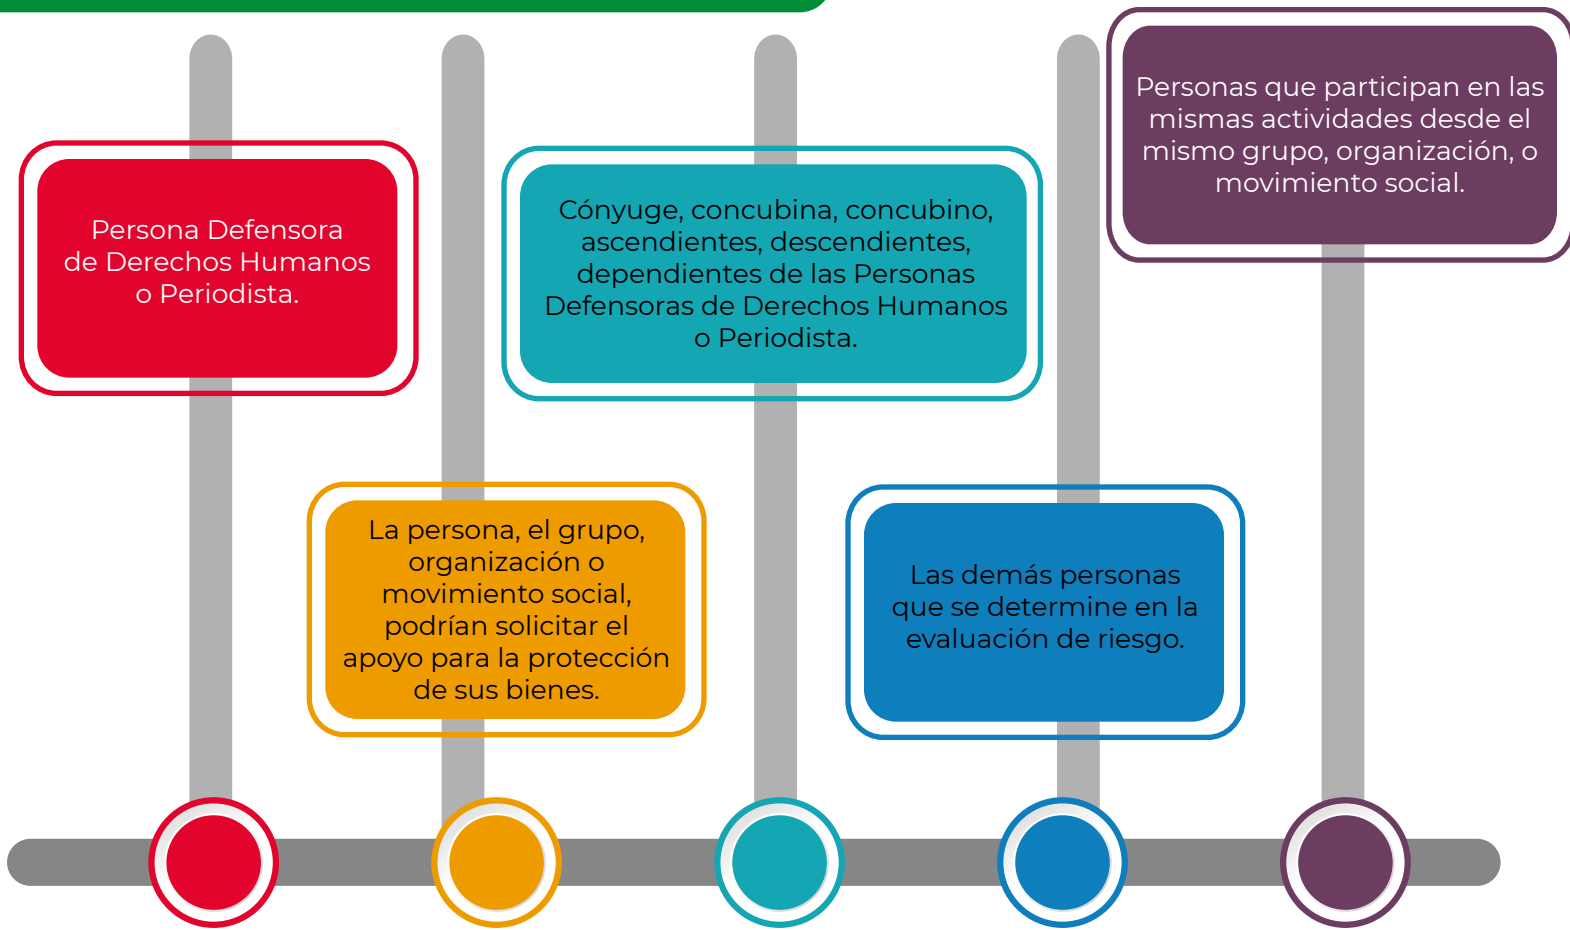 Persona Defensora
de Derechos Humanos
o Periodista.
La persona, el grupo,
organización o
movimiento social,
podrían solicitar el
apoyo para la protección
de sus bienes.
Cónyuge, concubina, concubino,
ascendientes, descendientes,
dependientes de las Personas
Defensoras de Derechos Humanos
o Periodista.
Las demás personas
que se determine en la
evaluación de riesgo.
Personas que participan en las
mismas actividades desde el
mismo grupo, organización, o
movimiento social.